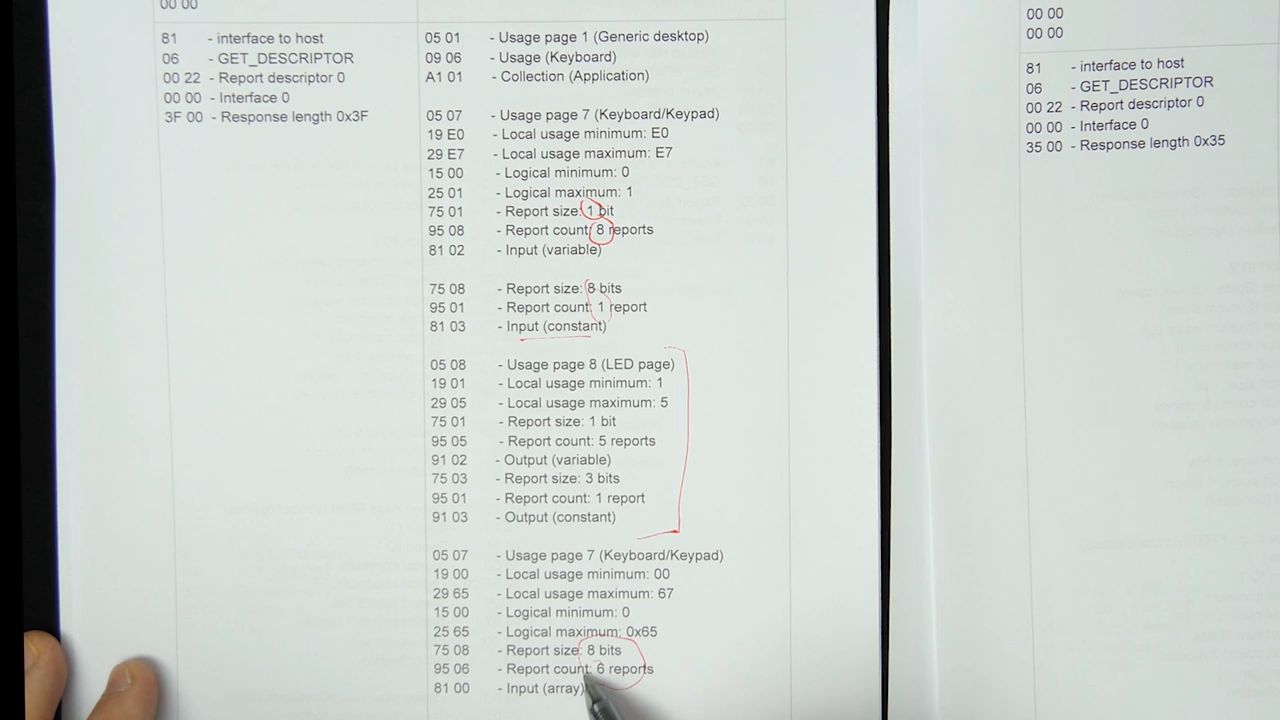 00 00
81 - interface to host
06 - GET_DESCRIPTOR
00 22 - Report descriptor 0
00 00 - Interface 0
3F 00 - Response length 0x3F
05 01 - Usage page 1 (Generic desktop)
09 06 - Usage (Keyboard)
A1 01 - Collection (Application)
05 07 - Usage page 7 (Keyboard/Keypad)
19 E0 - Local usage minimum: E0
29 E7 - Local usage maximum: E7
15 00 - Logical minimum: 0
25 01 - Logical maximum: 1
75 01 - Report size: 1 bit
95 08 - Report count: 8 reports
81 02 - Input (variable)
75 08 - Report size: 8 bits
95 01 - Report count: 1 report
81 03 - Input (constant)
05 08 - Usage page 8 (LED page)
19 01 - Local usage minimum: 1
29 05 - Local usage maximum: 5
75 01 - Report size: 1 bit
95 05 - Report count: 5 reports
91 02 - Output (variable)
75 03 - Report size: 3 bits
95 01 - Report count: 1 report
91 03 - Output (constant)
05 07 - Usage page 7 (Keyboard/Keypad)
19 00 - Local usage minimum: 00
29 65 - Local usage maximum: 67
15 00 - Logical minimum: 0
25 65 - Logical maximum: 0x65
75 08 - Report size: 8 bits
95 06 - Report count: 6 reports
81 00 - Input (array)
00 00
00 00
81 - interface to host
06 - GET_DESCRIPTOR
00 22 - Report descriptor 0
00 00 - Interface 0
35 00 - Response length 0x35